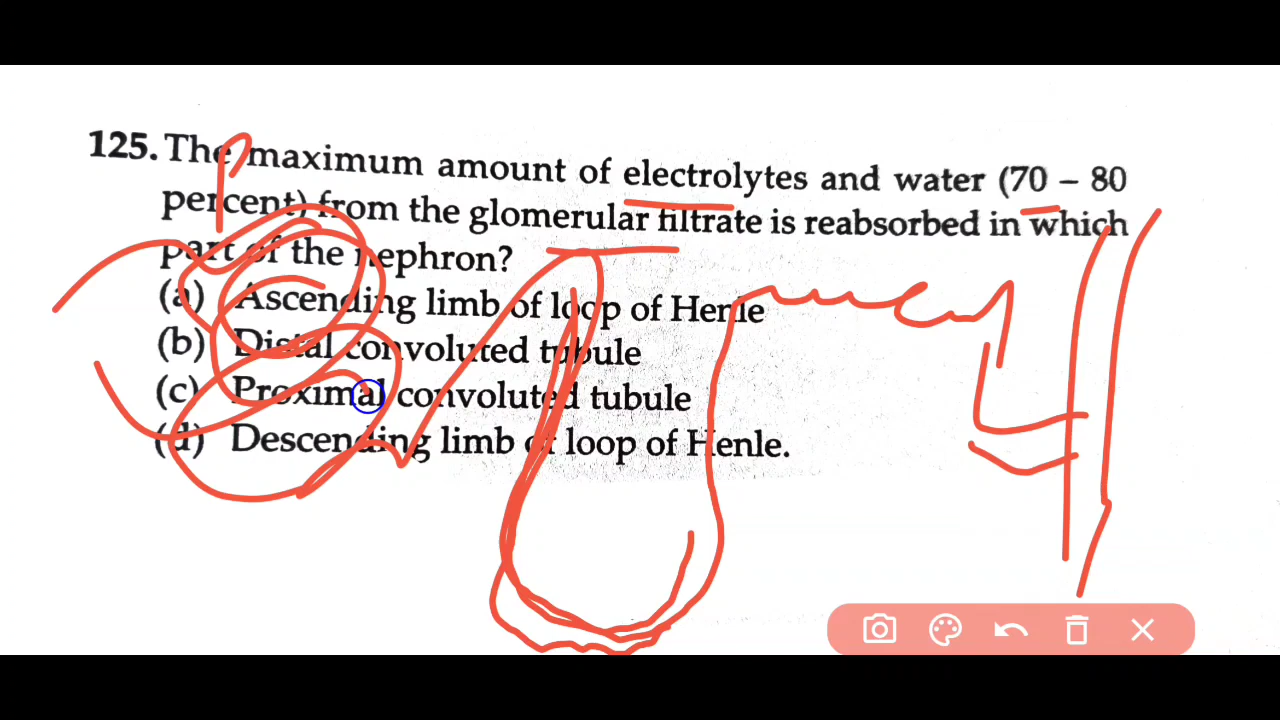 125. The maximum amount of electrolytes and water (70 – 80
percent) from the glomerular filtrate is reabsorbed in which
part of the nephron?
(a) Ascending limb of loop of Henle
(b) Distal convoluted tubule
(c) Proximal convoluted tubule
(d) Descending limb of loop of Henle.